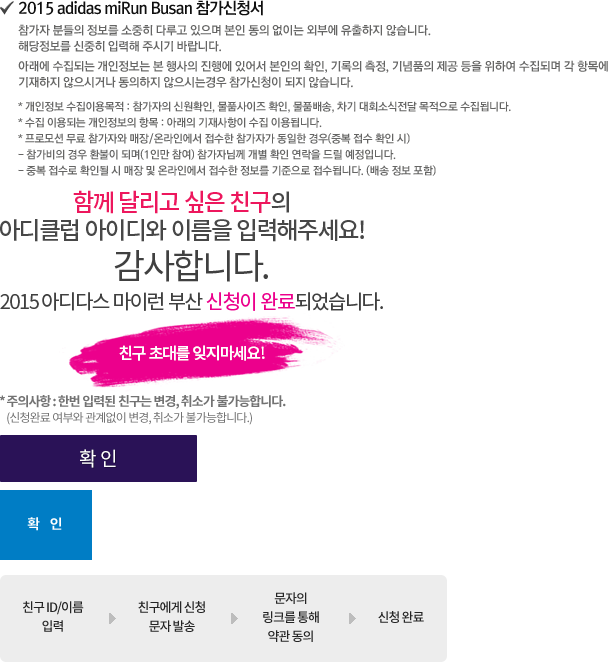 2015 adidas miRun Busan 참가신청서
참가자 분들의 정보를 소중히 다루고 있으며 본인 동의 없이는 외부에 유출하지 않습니다.
해당정보를 신중히 입력해 주시기 바랍니다.
아래에 수집되는 개인정보는 본 행사의 진행에 있어서 본인의 확인, 기록의 측정, 기념품의 제공 등을 위하여 수집되며 각 항목에
기재하지 않으시거나 동의하지 않으시는경우 참가신청이 되지 않습니다.
* 개인정보 수집이용목적 : 참가자의 신원확인, 물품사이즈 확인, 물품배송, 차기 대회소식전달 목적으로 수집됩니다.
* 수집 이용되는 개인정보의 항목 : 아래의 기재사항이 수집 이용됩니다.
* 프로모션 무료 참가자와 매장/온라인에서 접수한 참가자가 동일한 경우(중복 접수 확인 시)
- 참가비의 경우 환불이 되며(1인만 참여) 참가자님께 개별 확인 연락을 드릴 예정입니다.
- 중복 접수로 확인될 시 매장 및 온라인에서 접수한 정보를 기준으로 접수됩니다. (배송 정보 포함)
함께 달리고 싶은 친구의
아디클럽 아이디와 이름을 입력해주세요!
감사합니다.
2015 아디다스 마이런 부산 신청이 완료되었습니다.
친구 초대를 잊지마세요!
* 주의사항 : 한번 입력된 친구는 변경, 취소가 불가능합니다.
(신청완료 여부와 관계없이 변경, 취소가 불가능합니다.)
확 인
확 인
친구 ID/이름
입력
친구에게 신청
문자 발송
문자의
링크를 통해
약관 동의
신청 완료